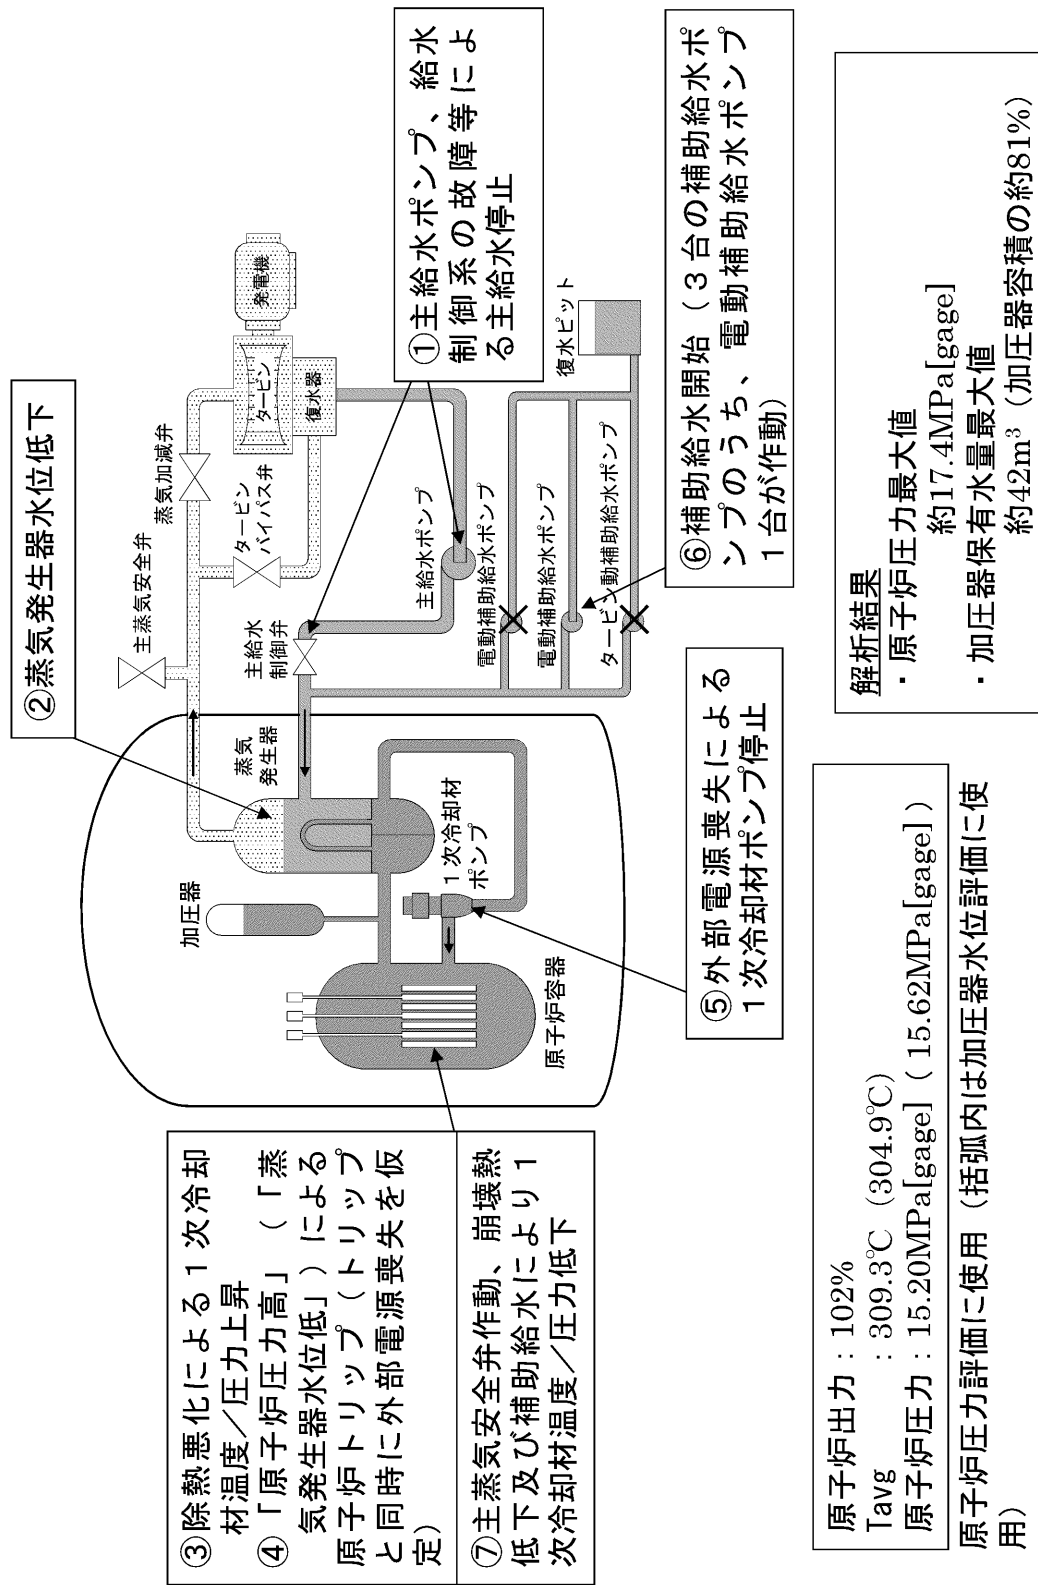 ②蒸気発生器水位低下
③除熱悪化による１次冷却
材温度／圧力上昇
④「原子炉圧力高」（「蒸
気発生器水位低」）による
原子炉トリップ（トリップ
と同時に外部電源喪失を仮
定）
⑦主蒸気安全弁作動、崩壊熱
低下及び補助給水により１
次冷却材温度／圧力低下
加圧器
蒸気
発生器
１次冷却材
ポンプ
原子炉容器
主蒸気安全弁
蒸気加減弁
タービン
バイパス弁
タービン
発電機
復水器
主給水
制御弁
主給水ポンプ
電動補助給水ポンプ
電動補助給水ポンプ
タービン動補助給水ポンプ
復水ピット
①主給水ポンプ、給水
制御系の故障等によ
る主給水停止
⑤外部電源喪失による
１次冷却材ポンプ停止
⑥補助給水開始（３台の補助給水ポ
ンプのうち、電動補助給水ポンプ
１台が作動）
原子炉出力：102%
Tavg　　：309.3℃（304.9℃）
原子炉圧力：15.20MPa[gage]（15.62MPa[gage]）
原子炉圧力評価に使用（括弧内は加圧器水位評価に使
用）
解析結果
・原子炉圧力最大値
約17.4MPa[gage]
・加圧器保有水量最大値
約42m³（加圧器容積の約81%）